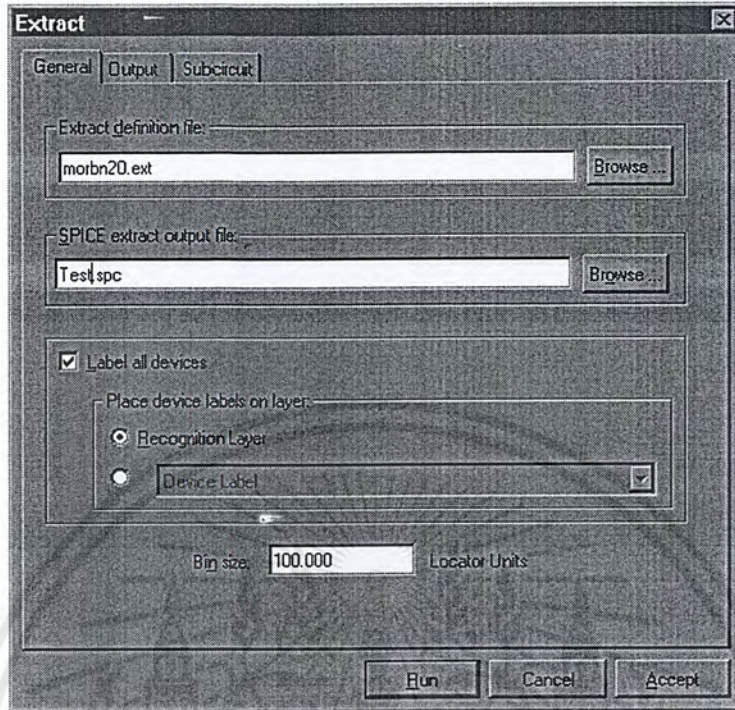 Extract
General Output Subcircuit
Extract definition file:
morbn20.ext Browse ...
SPICE extract output file:
Test.spc Browse ...
Label all devices
Place device labels on layer:
Recognition Layer
Device Label
Bin size: 100.000 Locator Units
Run Cancel Accept